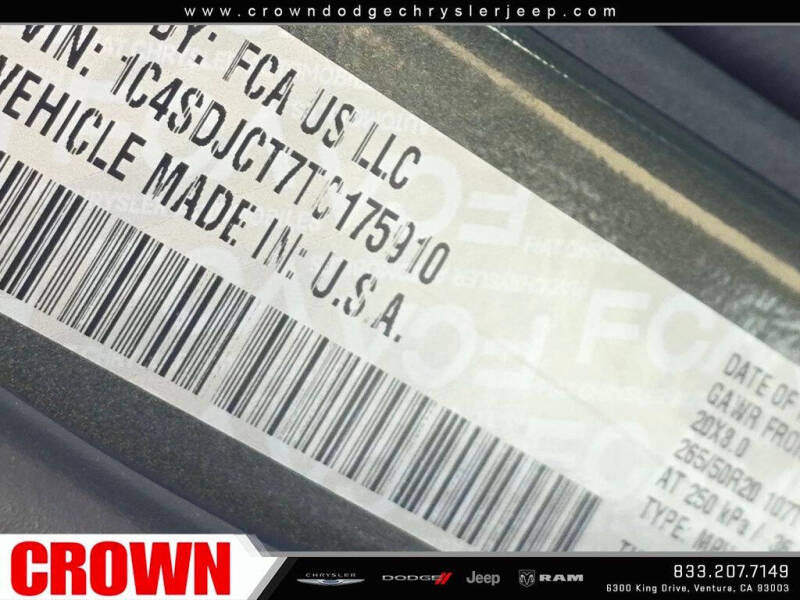 www.crowndodgechryslerjeep.com
BY: FCA US LLC
VIN: 1C4SDJCT7TC175910
VEHICLE MADE IN: U.S.A.
DATE OF
GAWR FRON
20X8.0
265/50R20 107T
AT 250 kPa /
TYPE:
CROWN
CHRYSLER
DODGE
Jeep
RAM
833.207.7149
6300 King Drive, Ventura, CA 93003